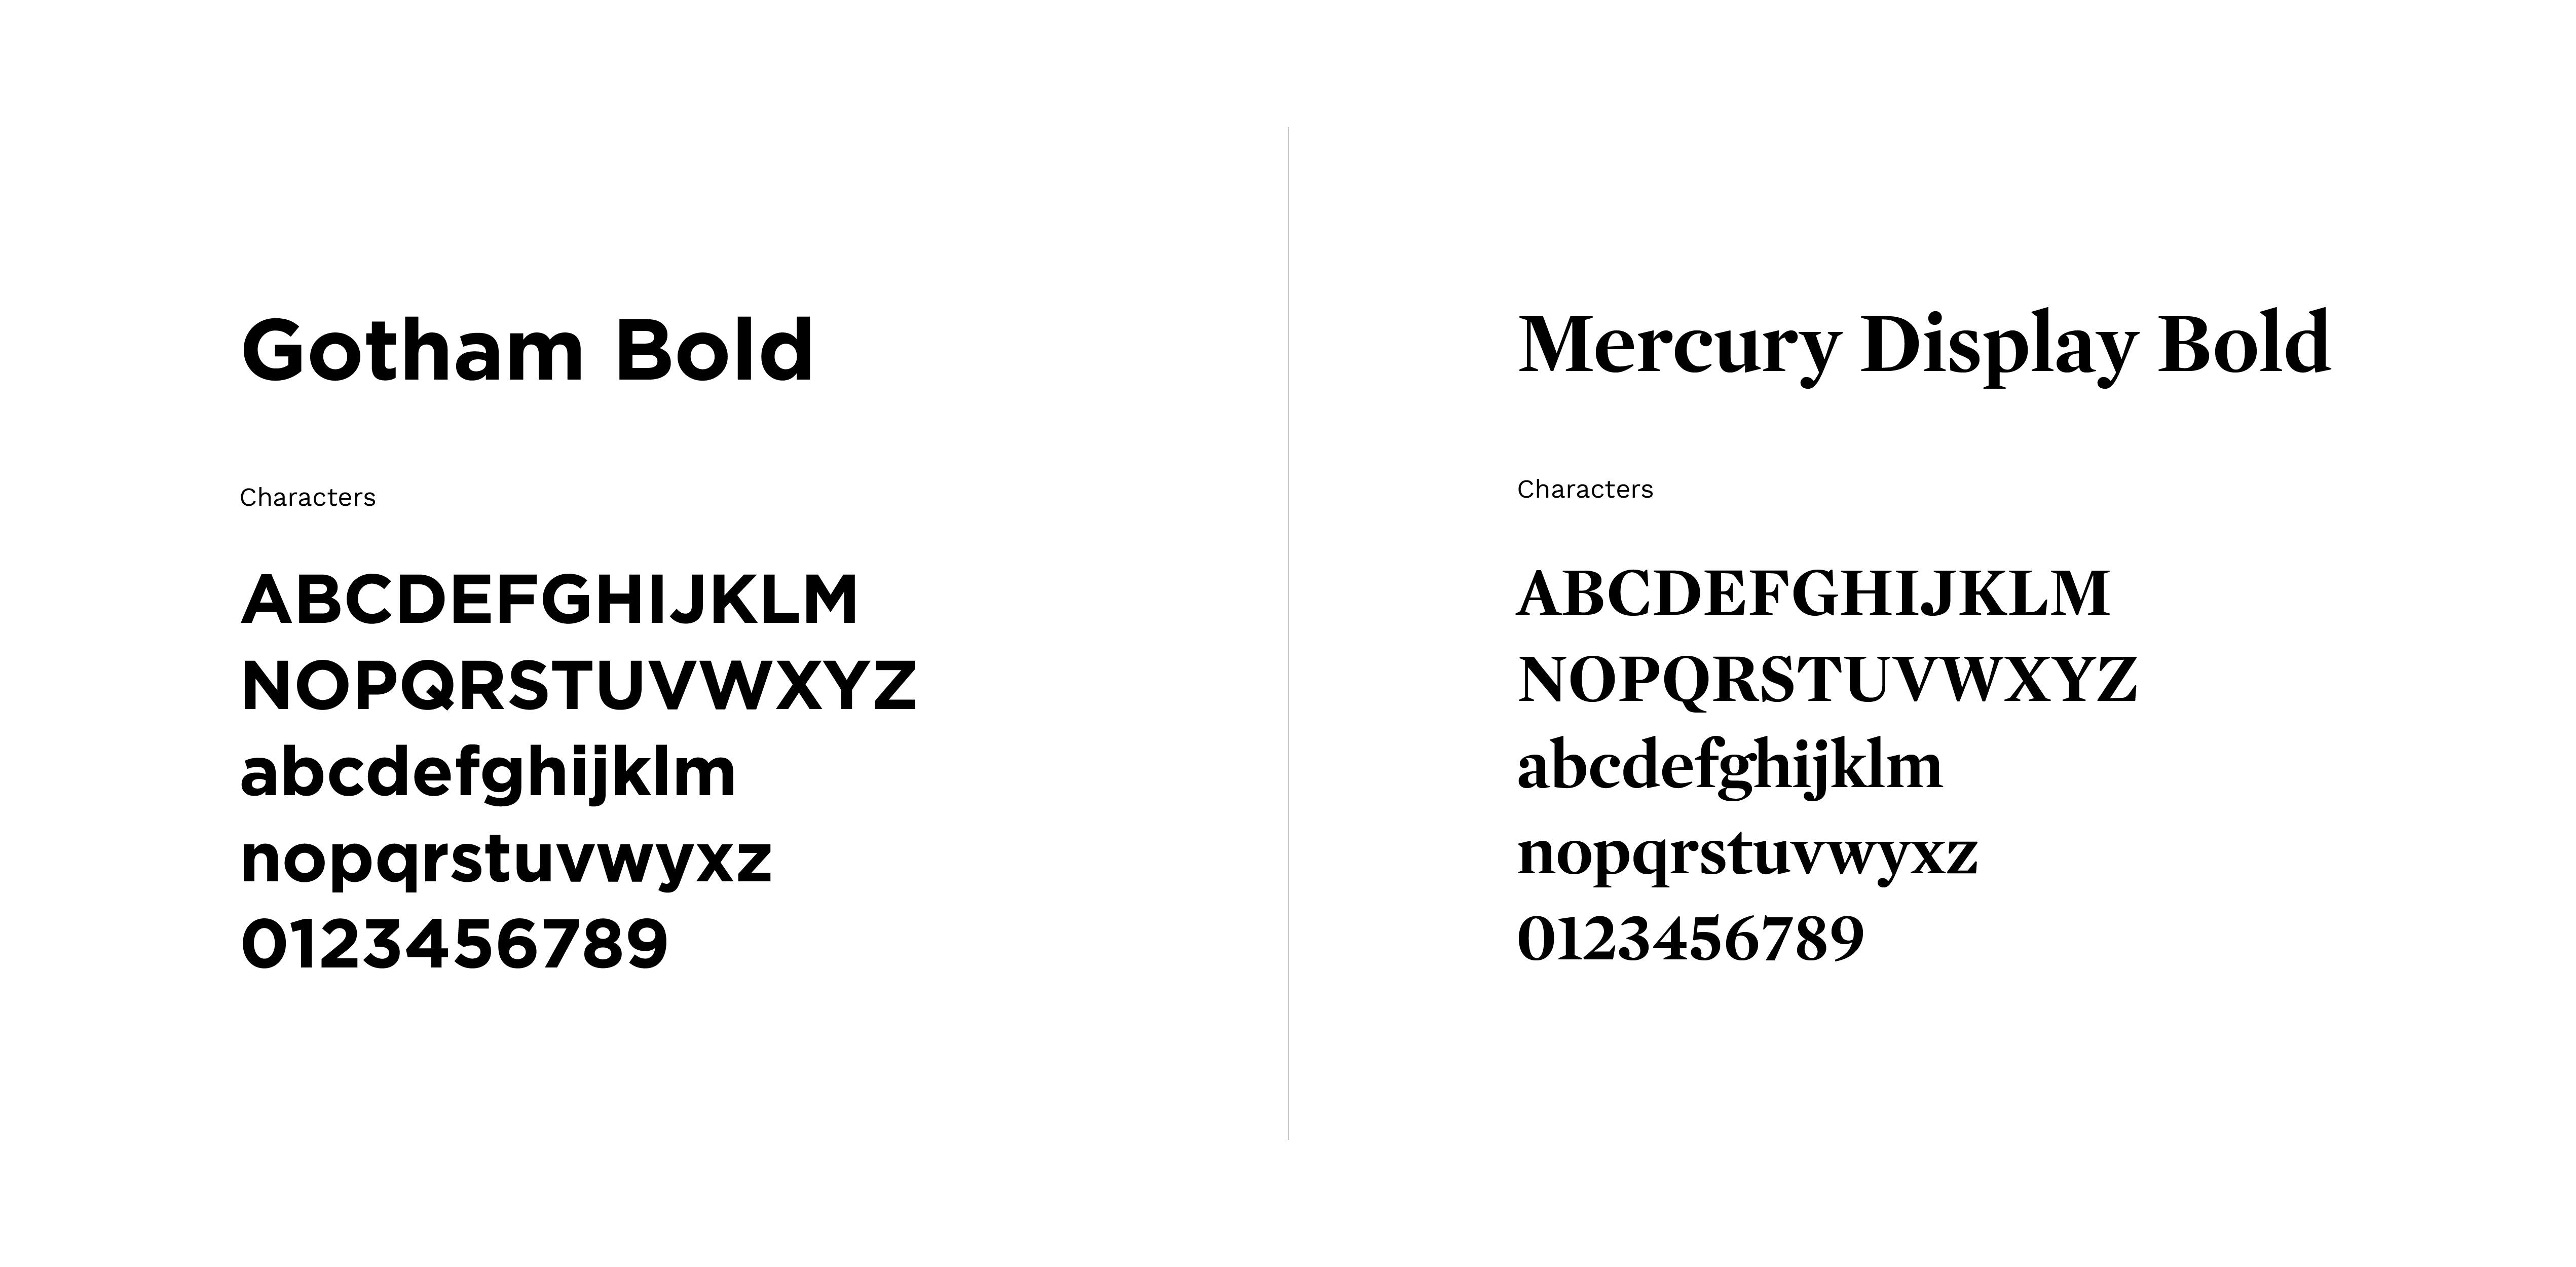 Gotham Bold
Characters
ABCDEFGHIJKLM
NOPQRSTUVWXYZ
abcdefghijklm
nopqrstuvwyxz
0123456789
Mercury Display Bold
Characters
ABCDEFGHIJKLM
NOPQRSTUVWXYZ
abcdefghijklm
nopqrstuvwyxz
0123456789